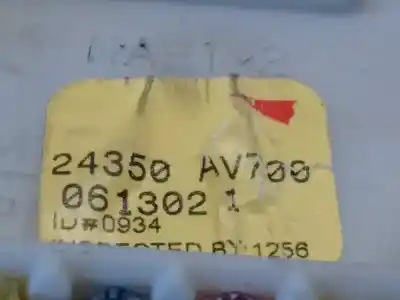 24350 AV700
061302 1
ID#0934
INSPECTED BY:1256